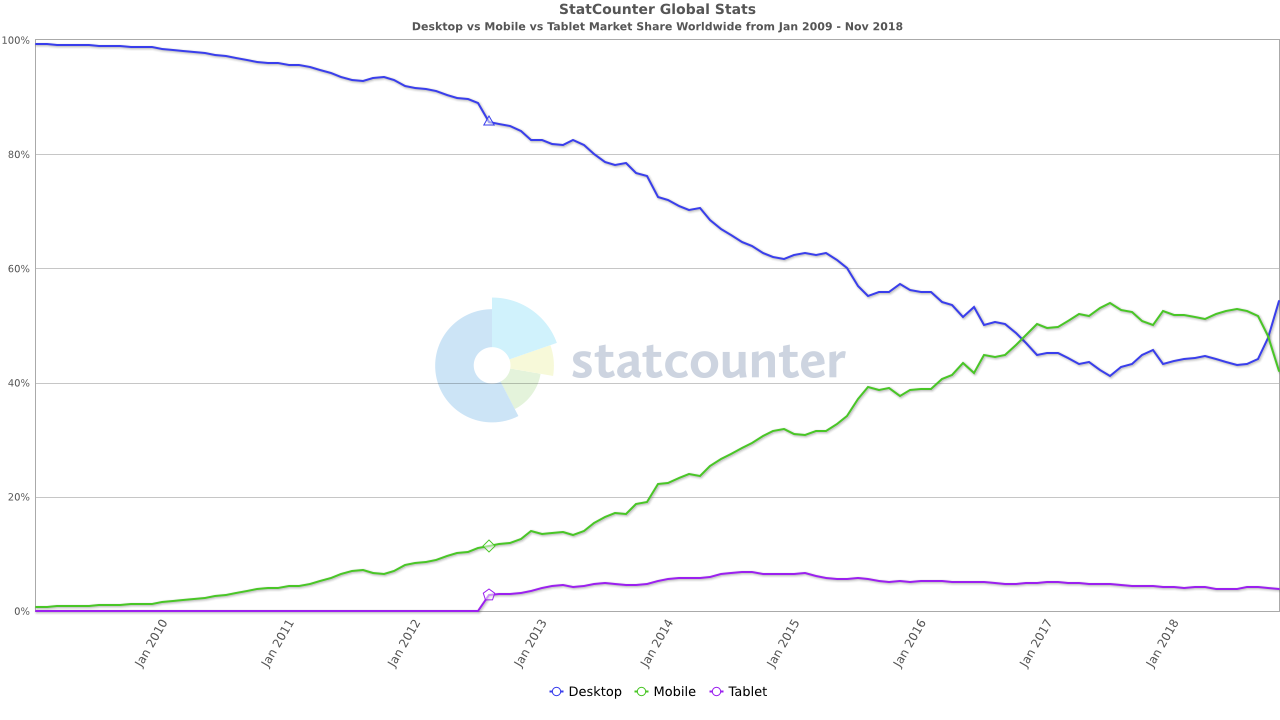 StatCounter Global Stats
Desktop vs Mobile vs Tablet Market Share Worldwide from Jan 2009 - Nov 2018
100%
80%
60%
40%
20%
0%
statcounter
Jan 2010
Jan 2011
Jan 2012
Jan 2013
Jan 2014
Jan 2015
Jan 2016
Jan 2017
Jan 2018
Desktop Mobile Tablet